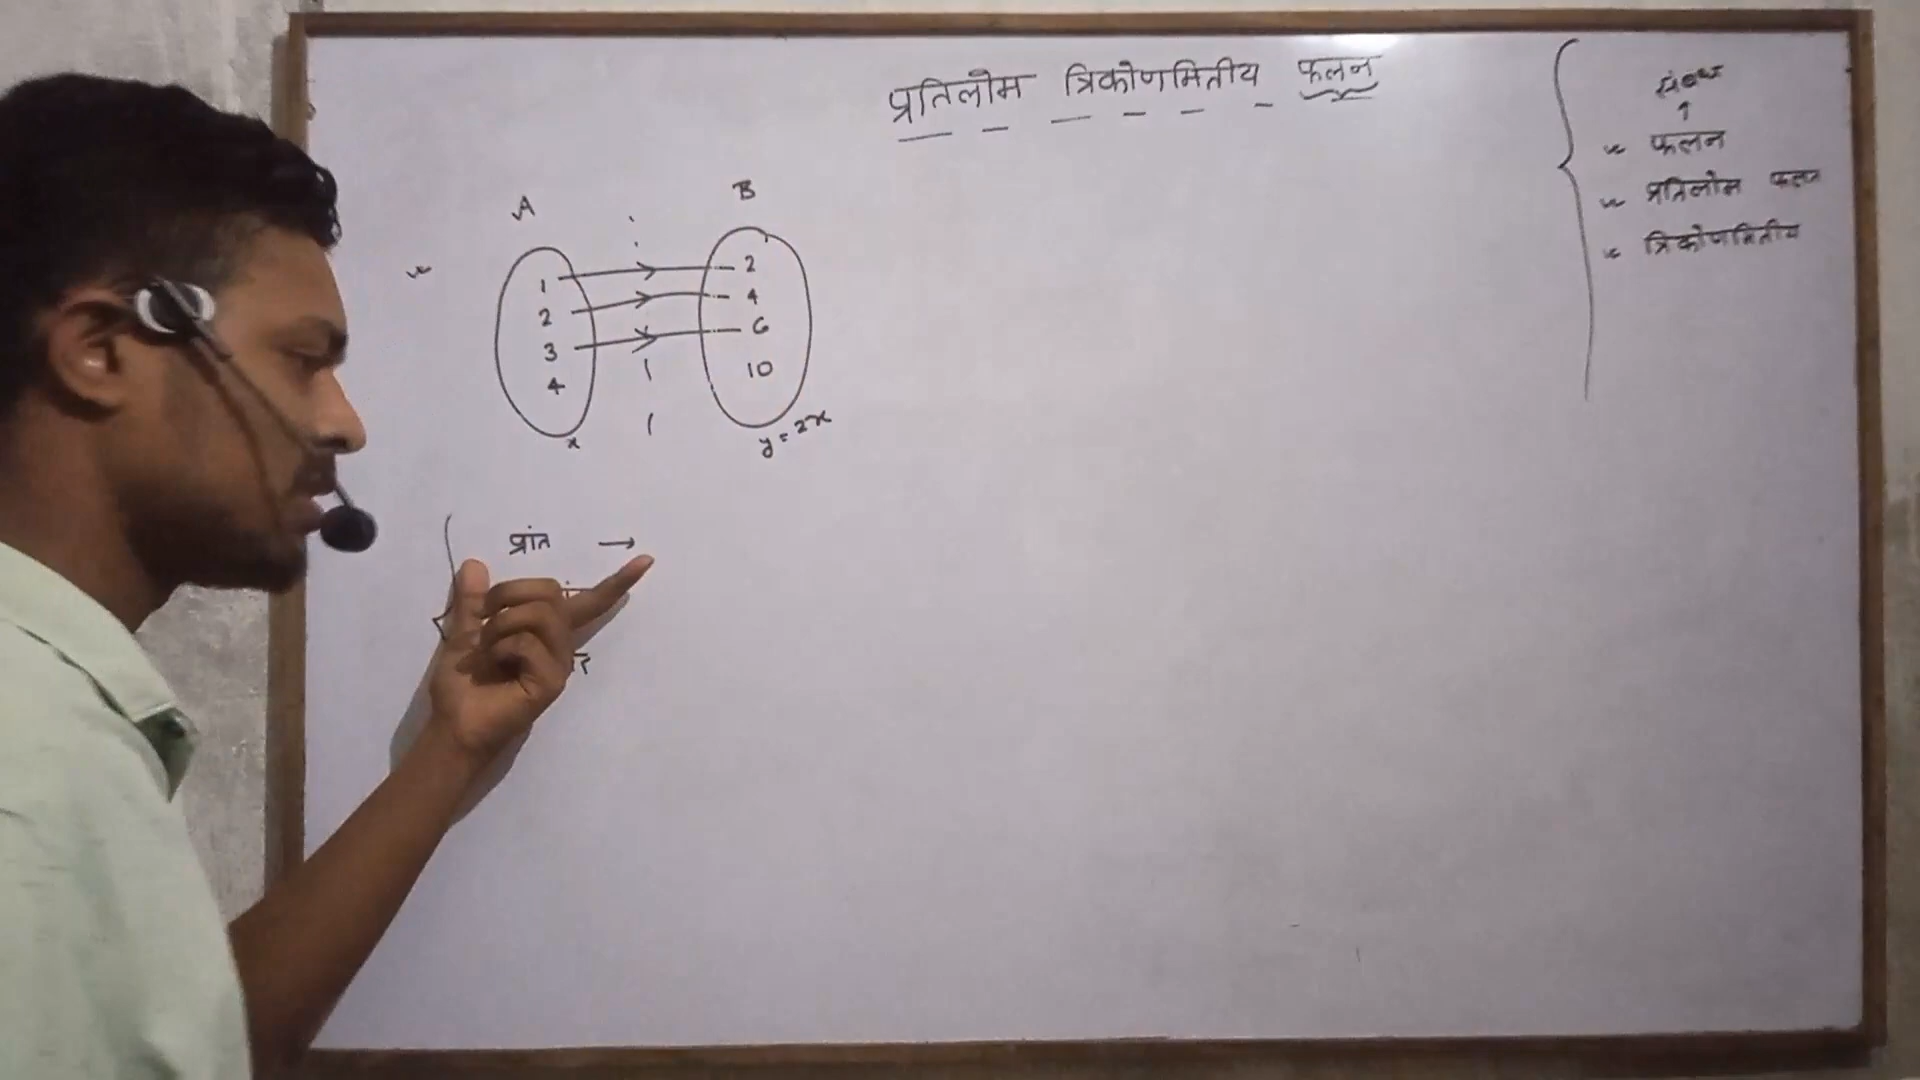 प्रतिलोम त्रिकोणमितीय फलन
A
B
1
2
3
4
2
4
6
10
x
y = 2x
प्रांत →
संबंध
↑
फलन
प्रतिलोम फलन
त्रिकोणमितीय